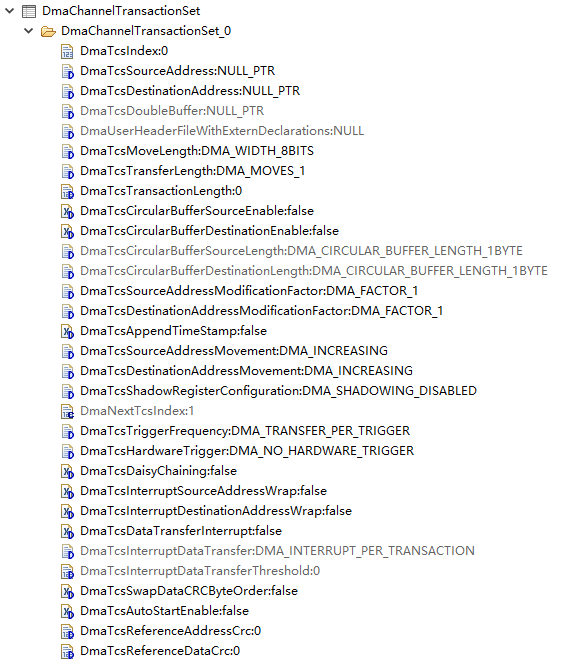 DmaChannelTransactionSet
DmaChannelTransactionSet_0
DmaTcsIndex:0
DmaTcsSourceAddress:NULL_PTR
DmaTcsDestinationAddress:NULL_PTR
DmaTcsDoubleBuffer:NULL_PTR
DmaUserHeaderFileWithExternDeclarations:NULL
DmaTcsMoveLength:DMA_WIDTH_8BITS
DmaTcsTransferLength:DMA_MOVES_1
DmaTcsTransactionLength:0
DmaTcsCircularBufferSourceEnable:false
DmaTcsCircularBufferDestinationEnable:false
DmaTcsCircularBufferSourceLength:DMA_CIRCULAR_BUFFER_LENGTH_1BYTE
DmaTcsCircularBufferDestinationLength:DMA_CIRCULAR_BUFFER_LENGTH_1BYTE
DmaTcsSourceAddressModificationFactor:DMA_FACTOR_1
DmaTcsDestinationAddressModificationFactor:DMA_FACTOR_1
DmaTcsAppendTimeStamp:false
DmaTcsSourceAddressMovement:DMA_INCREASING
DmaTcsDestinationAddressMovement:DMA_INCREASING
DmaTcsShadowRegisterConfiguration:DMA_SHADOWING_DISABLED
DmaNextTcsIndex:1
DmaTcsTriggerFrequency:DMA_TRANSFER_PER_TRIGGER
DmaTcsHardwareTrigger:DMA_NO_HARDWARE_TRIGGER
DmaTcsDaisyChaining:false
DmaTcsInterruptSourceAddressWrap:false
DmaTcsInterruptDestinationAddressWrap:false
DmaTcsDataTransferInterrupt:false
DmaTcsInterruptDataTransfer:DMA_INTERRUPT_PER_TRANSACTION
DmaTcsInterruptDataTransferThreshold:0
DmaTcsSwapDataCRCByteOrder:false
DmaTcsAutoStartEnable:false
DmaTcsReferenceAddressCrc:0
DmaTcsReferenceDataCrc:0